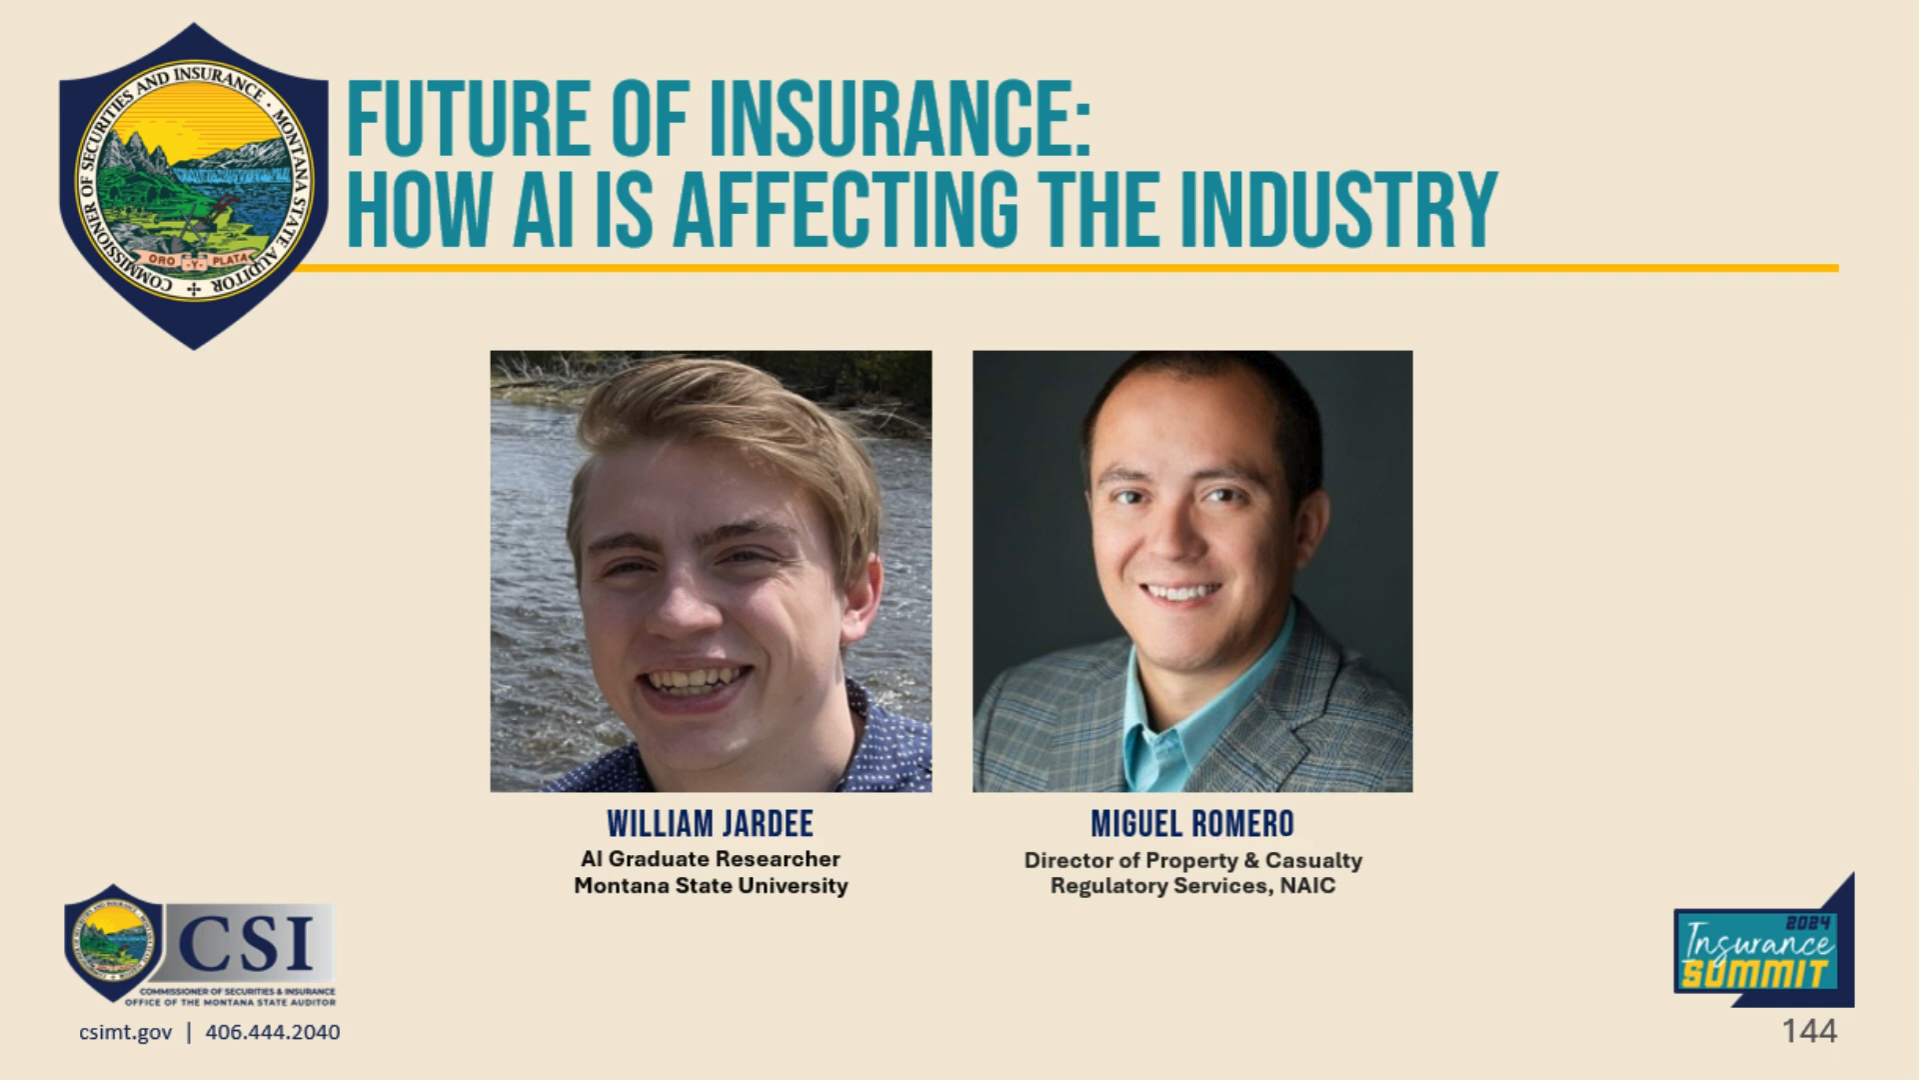 COMMISSIONER OF SECURITIES AND INSURANCE · MONTANA STATE AUDITOR
ORO -Y- PLATA
FUTURE OF INSURANCE:
HOW AI IS AFFECTING THE INDUSTRY
WILLIAM JARDEE
AI Graduate Researcher
Montana State University
MIGUEL ROMERO
Director of Property & Casualty
Regulatory Services, NAIC
CSI
COMMISSIONER OF SECURITIES & INSURANCE
OFFICE OF THE MONTANA STATE AUDITOR
csimt.gov | 406.444.2040
2024
Insurance
SUMMIT
144